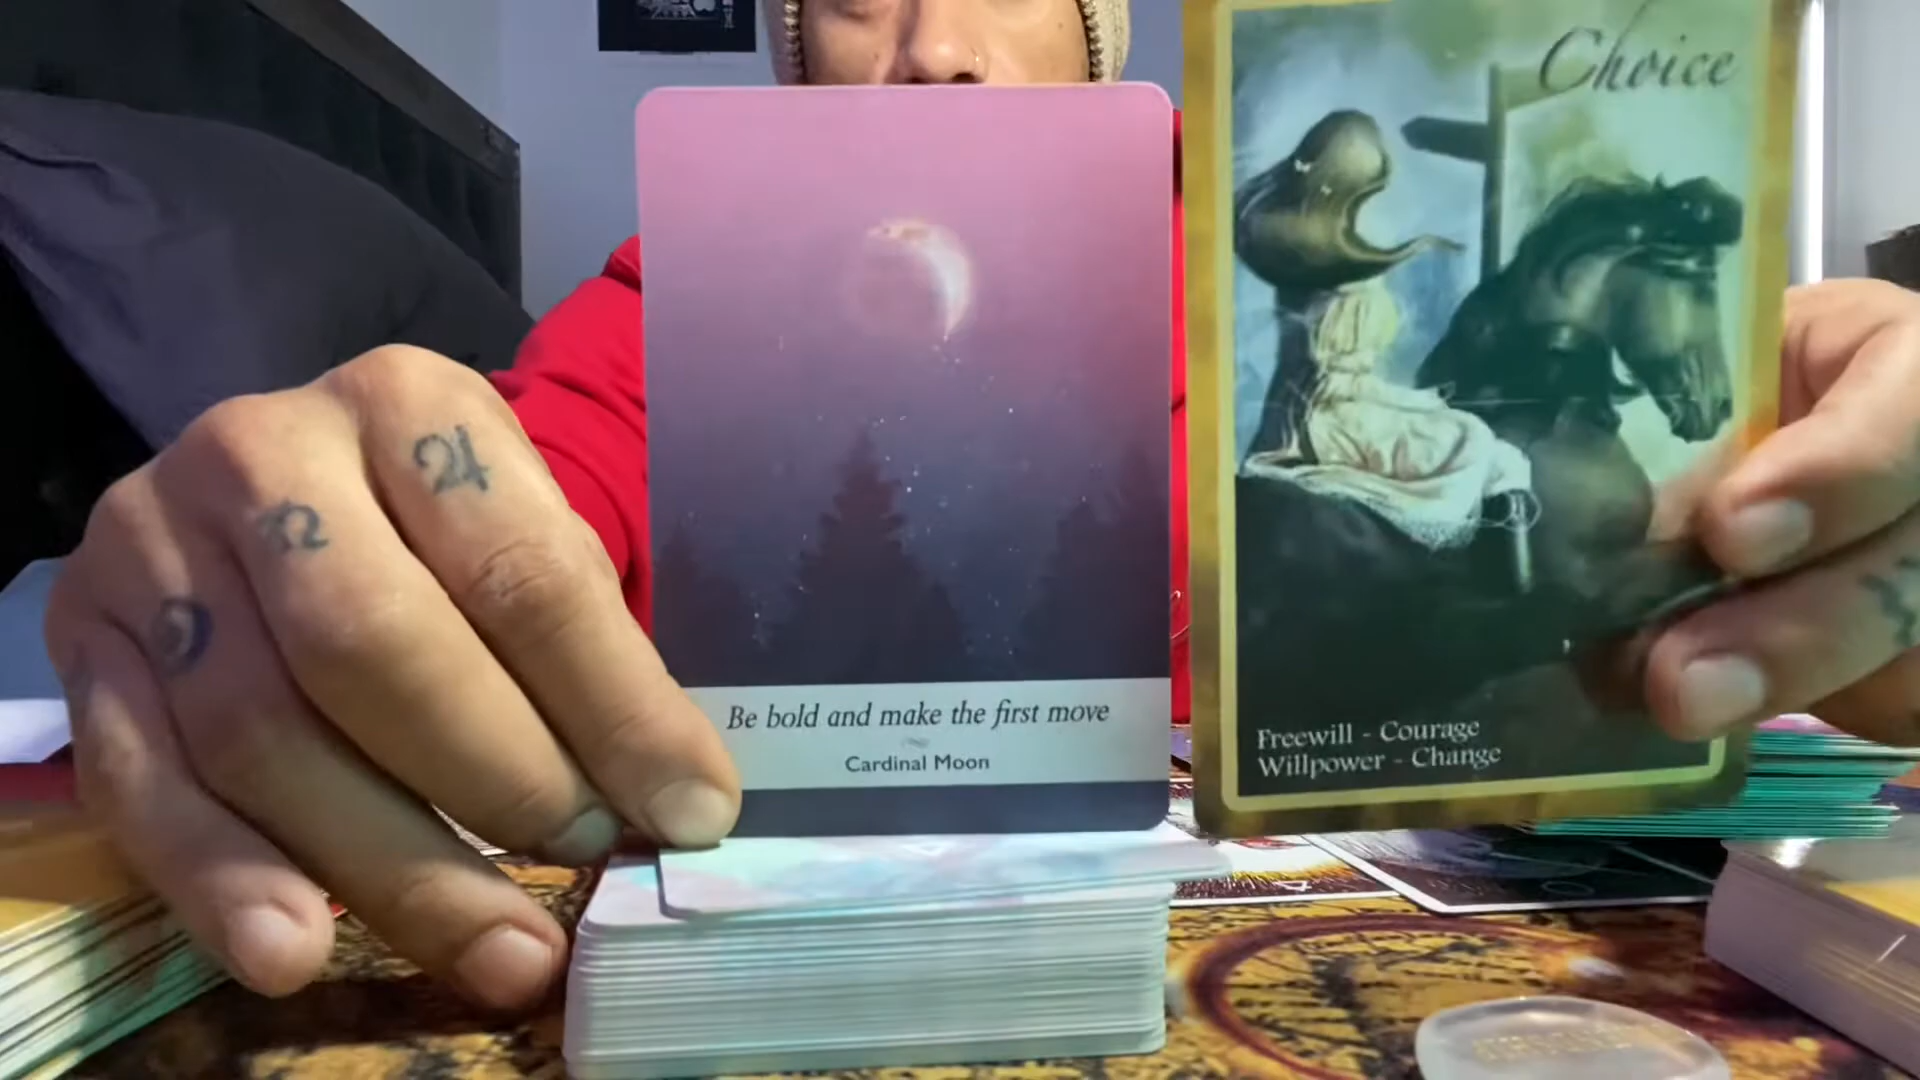 Choice
Be bold and make the first move
Cardinal Moon
Freewill - Courage
Willpower - Change